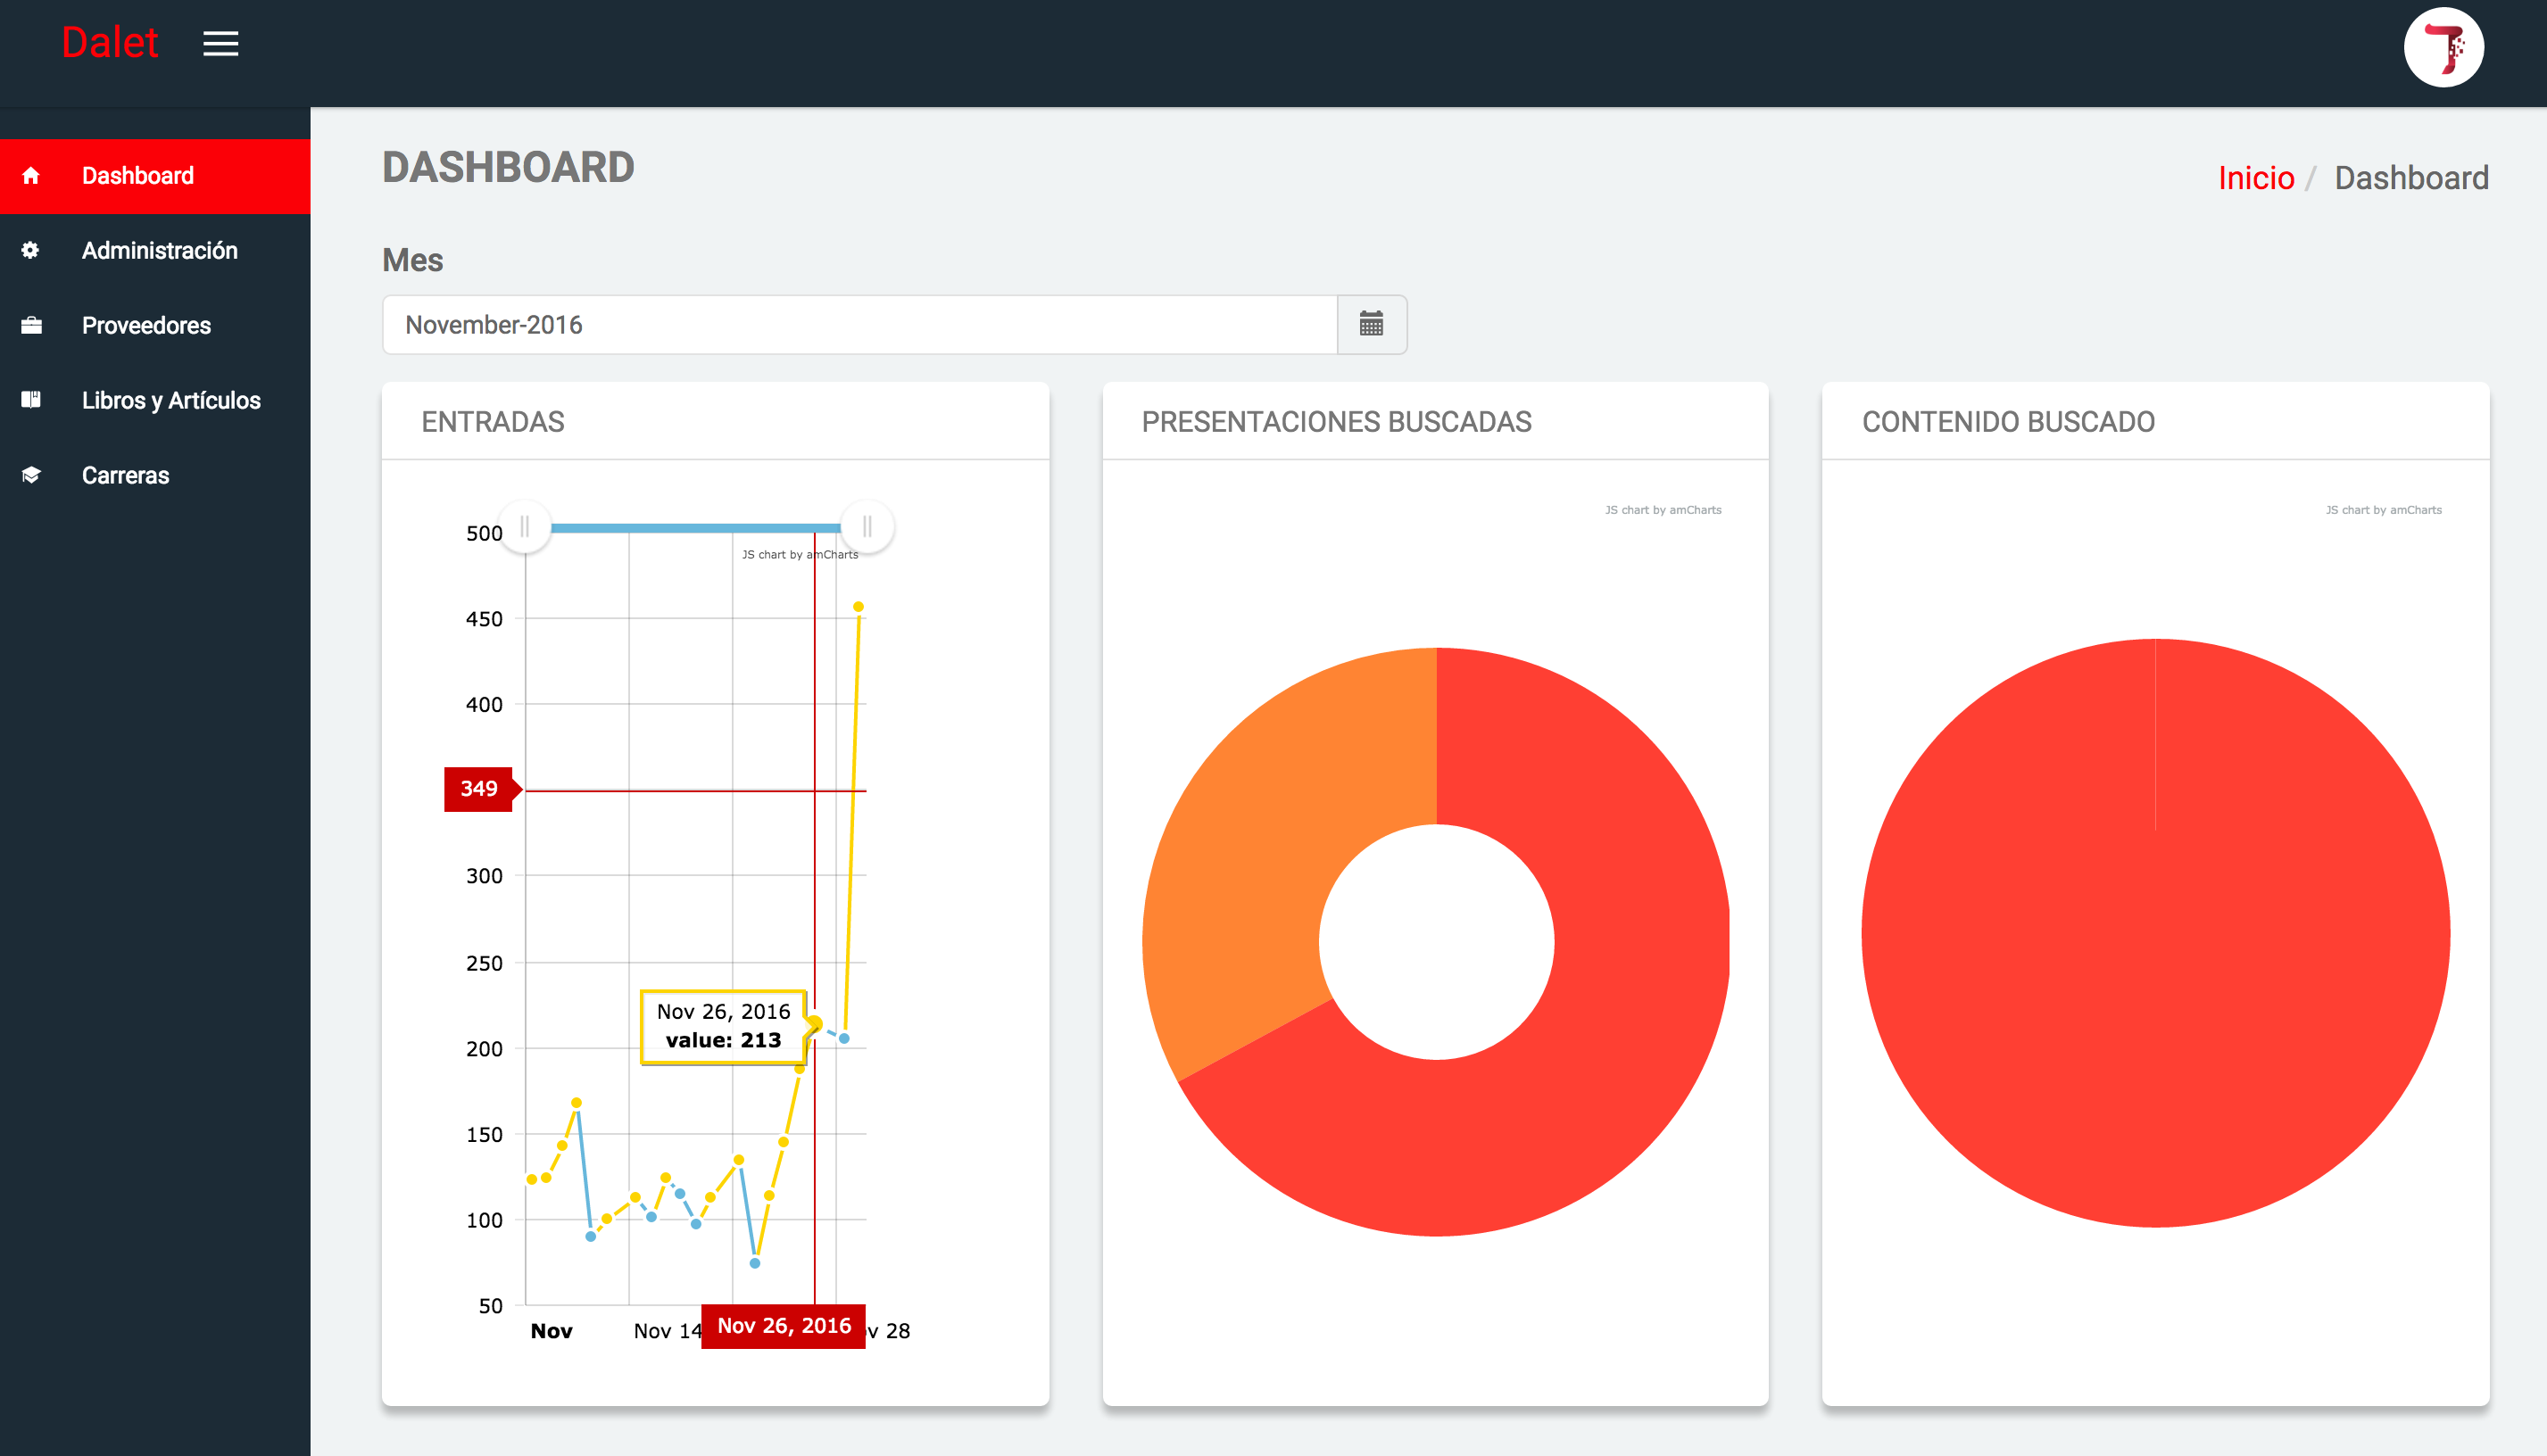 Dalet
Dashboard
Administración
Proveedores
Libros y Artículos
Carreras
DASHBOARD
Inicio / Dashboard
Mes
November-2016
ENTRADAS
500
JS chart by amCharts
450
400
349
300
250
Nov 26, 2016
value: 213
200
150
100
50
Nov
Nov 14
Nov 26, 2016
v 28
PRESENTACIONES BUSCADAS
JS chart by amCharts
CONTENIDO BUSCADO
JS chart by amCharts